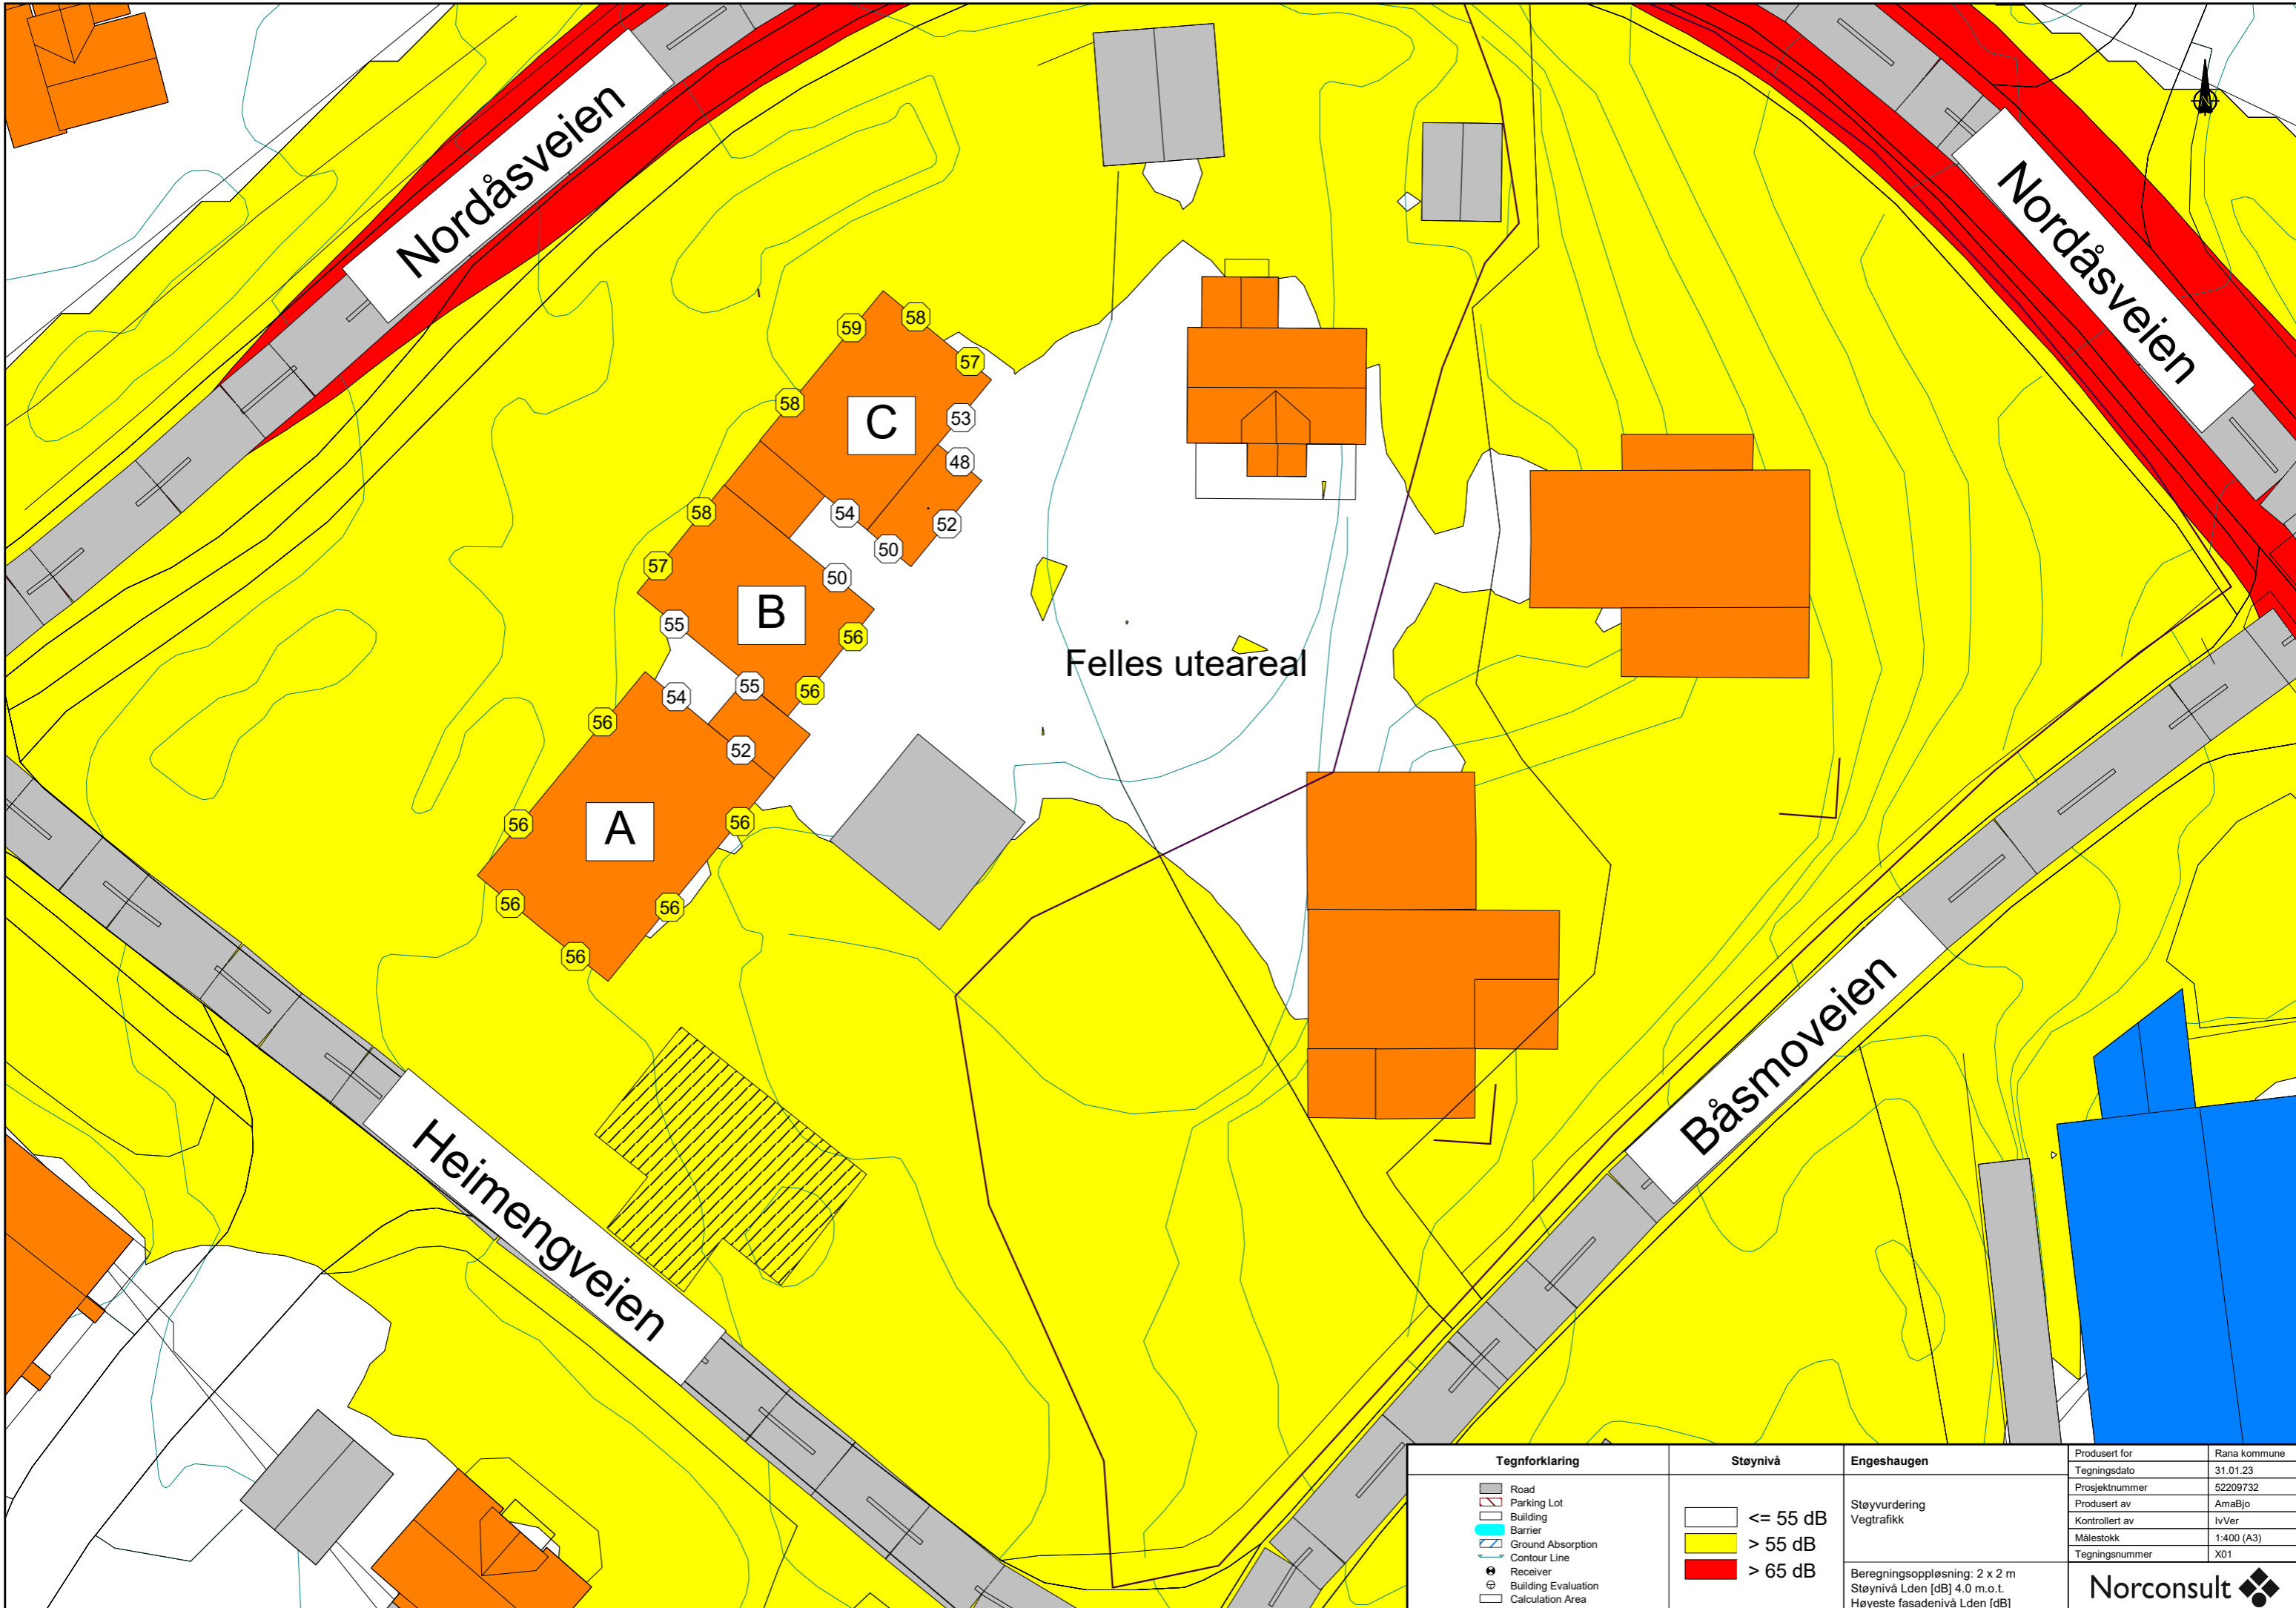 Nordåsveien
Nordåsveien
N
59
58
57
58
C
53
48
58
54
52
50
57
50
B
55
56
Felles uteareal
54
55
56
56
52
56
A
56
56
56
56
Båsmoveien
Heimengveien
Tegnforklaring
Road
Parking Lot
Building
Barrier
Ground Absorption
Contour Line
Receiver
Building Evaluation
Calculation Area
Støynivå
<= 55 dB
> 55 dB
> 65 dB
Engeshaugen
Støyvurdering
Vegtrafikk
Beregningsoppløsning: 2 x 2 m
Støynivå Lden [dB] 4.0 m.o.t.
Høyeste fasadenivå Lden [dB]
Produsert for Rana kommune
Tegningsdato 31.01.23
Prosjektnummer 52209732
Produsert av AmaBjo
Kontrollert av IvVer
Målestokk 1:400 (A3)
Tegningsnummer X01
Norconsult